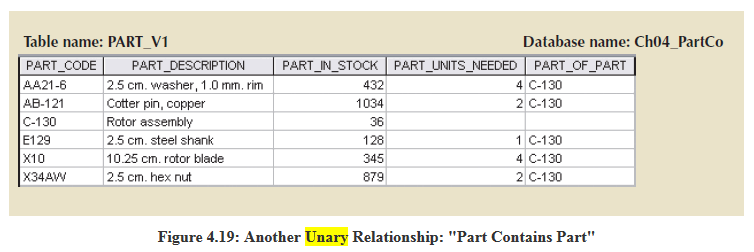 Table name: PART_V1 Database name: Ch04_PartCo
PART_CODE PART_DESCRIPTION PART_IN_STOCK PART_UNITS_NEEDED PART_OF_PART
AA21-6 2.5 cm. washer, 1.0 mm. rim 432 4 C-130
AB-121 Cotter pin, copper 1034 2 C-130
C-130 Rotor assembly 36
E129 2.5 cm. steel shank 128 1 C-130
X10 10.25 cm. rotor blade 345 4 C-130
X34AW 2.5 cm. hex nut 879 2 C-130
Figure 4.19: Another Unary Relationship: "Part Contains Part"